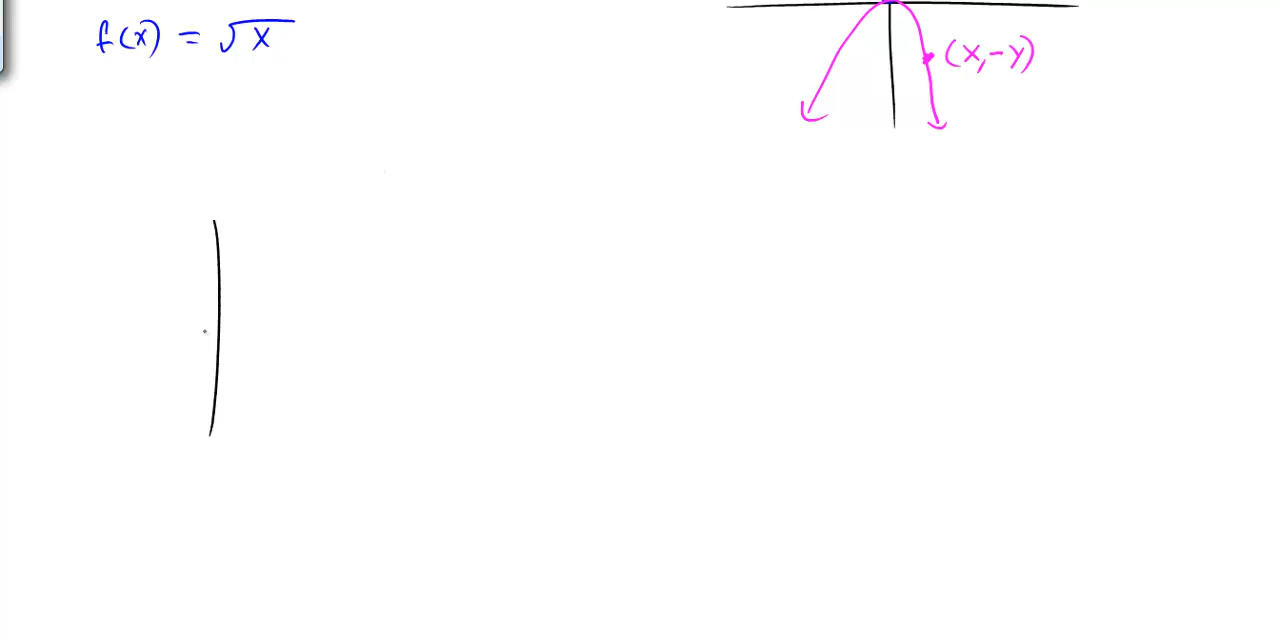 f(x) = √x
(x, -y)